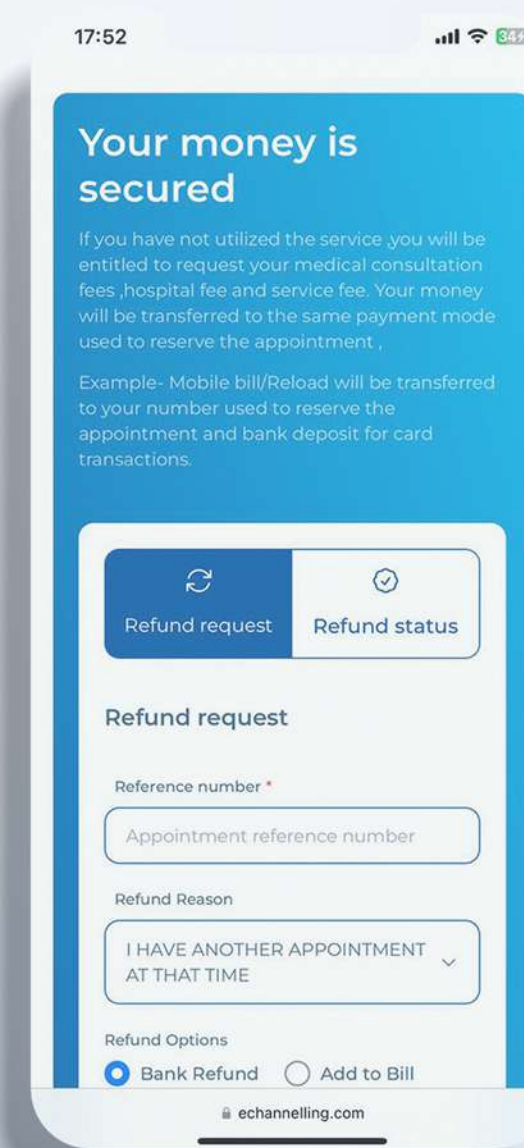 17:52
34
Your money is
secured
If you have not utilized the service ,you will be
entitled to request your medical consultation
fees ,hospital fee and service fee. Your money
will be transferred to the same payment mode
used to reserve the appointment ,
Example- Mobile bill/Reload will be transferred
to your number used to reserve the
appointment and bank deposit for card
transactions.
Refund request
Refund status
Refund request
Reference number *
Appointment reference number
Refund Reason
I HAVE ANOTHER APPOINTMENT
AT THAT TIME
Refund Options
Bank Refund
Add to Bill
echannelling.com